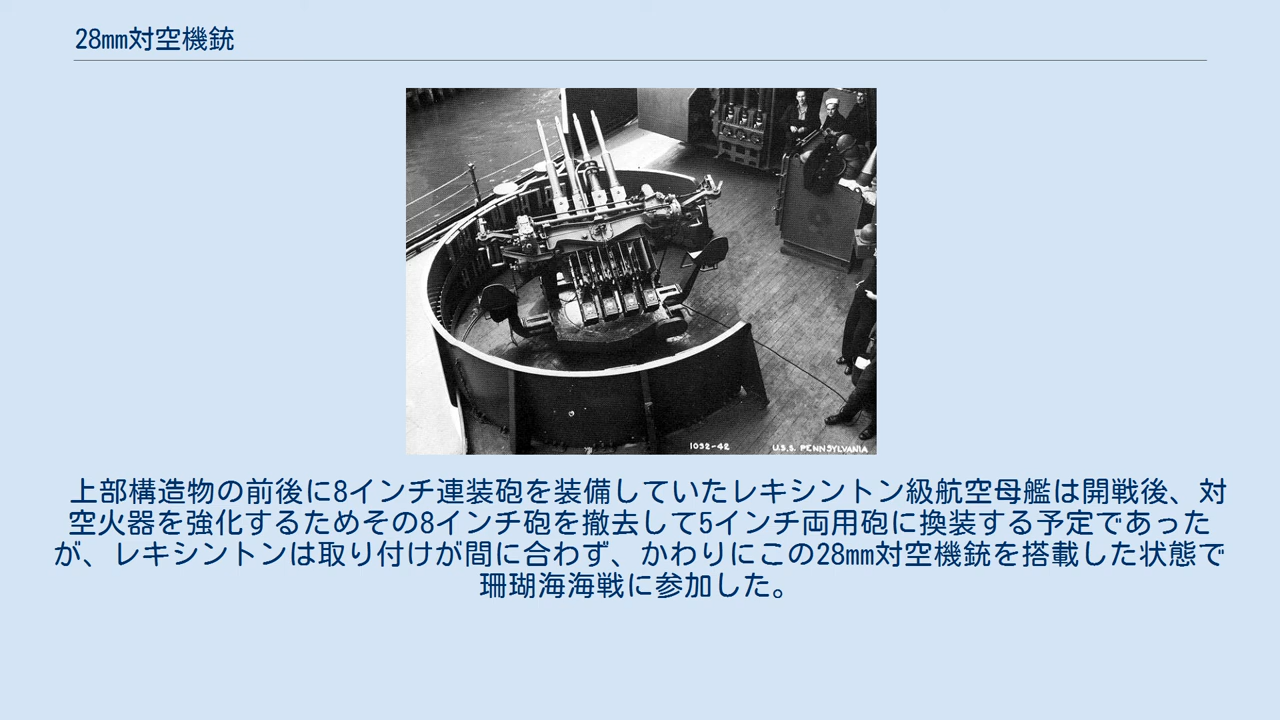 28mm対空機銃
1032-42
U.S.S. PENNSYLVANIA
上部構造物の前後に8インチ連装砲を装備していたレキシントン級航空母艦は開戦後、対
空火器を強化するためその8インチ砲を撤去して5インチ両用砲に換装する予定であった
が、レキシントンは取り付けが間に合わず、かわりにこの28mm対空機銃を搭載した状態で
珊瑚海海戦に参加した。